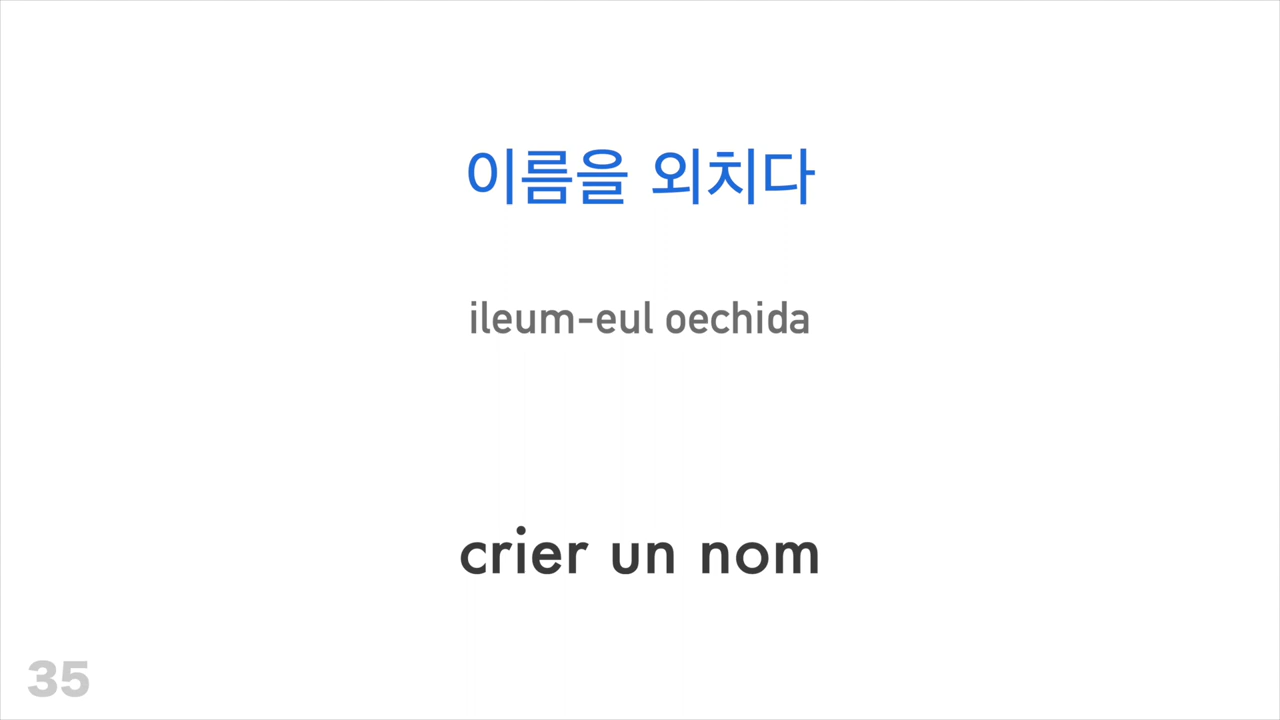 이름을 외치다
ileum-eul oechida
crier un nom
35